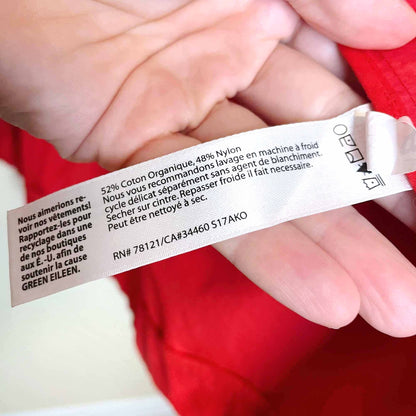 Nous aimerions re-
voir nos vêtements!
Rapportez-les pour
recyclage dans une
de nos boutiques
aux É.-U. afin de
soutenir la cause
GREEN EILEEN.
52% Coton Organique, 48% Nylon
Nous vous recommandons lavage en machine à froid
cycle délicat séparément sans agent de blanchiment.
Secher sur cintre. Repasser froide il fait necessaire.
Peut être nettoyé à sec.
RN# 78121/CA#34460 S17AKO